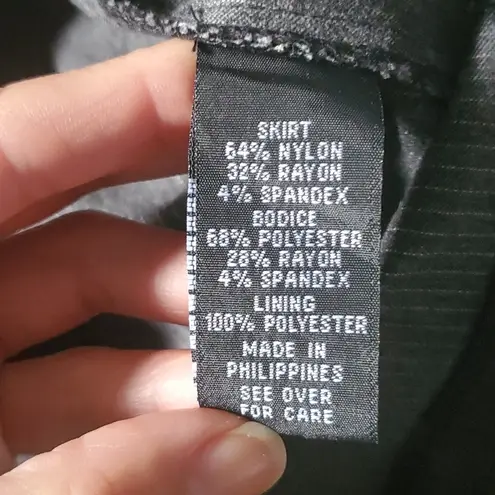 SKIRT
64% NYLON
32% RAYON
4% SPANDEX
BODICE
68% POLYESTER
28% RAYON
4% SPANDEX
LINING
100% POLYESTER
MADE IN
PHILIPPINES
SEE OVER
FOR CARE